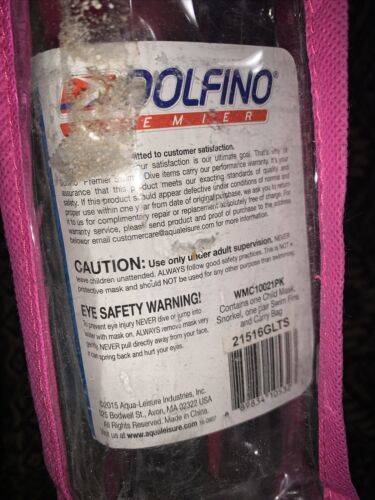 DOLFINO®
EMIER
itted to customer satisfaction.
our satisfaction is our ultimate goal. That's why
Premier Dive items carry our performance warranty. It's your
assurance that this product meets our exacting standards of quality and
safety. If this product should appear defective under conditions of normal and
proper use within one year from date of original purchase, we ask you to return
it to us for complimentary repair or replacement absolutely free of charge. For
warranty service, please send product and proof of purchase to the address
below or email customercare@aqualeisure.com for more information.
CAUTION: Use only under adult supervision. NEVER
leave children unattended. ALWAYS follow good safety practices. This is NOT a
protective mask and should NOT be used for any other purpose than swimming.
EYE SAFETY WARNING!
To prevent eye injury NEVER dive or jump into
water with mask on. ALWAYS remove mask very
gently. NEVER pull directly away from your face.
It can spring back and hurt your eyes.
WMC10021PK
Contains one Child Mask,
Snorkel, one pair Swim Fins
and Carry Bag
21516GLTS
©2015 Aqua-Leisure Industries, Inc.
525 Bodwell St., Avon, MA 02322 USA
All Rights Reserved. Made in China.
Visit us at www.aqualeisure.com
89834 10332